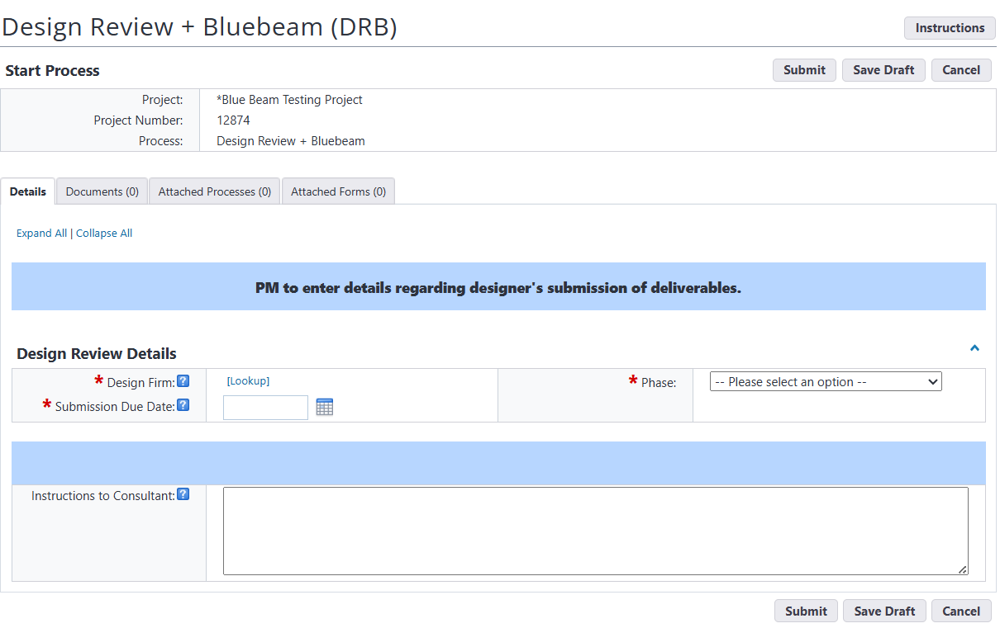 Design Review + Bluebeam (DRB)
Instructions
Start Process
Submit
Save Draft
Cancel
Project: *Blue Beam Testing Project
Project Number: 12874
Process: Design Review + Bluebeam
Details
Documents (0)
Attached Processes (0)
Attached Forms (0)
Expand All | Collapse All
PM to enter details regarding designer's submission of deliverables.
Design Review Details
* Design Firm: ? [Lookup]
* Phase: -- Please select an option --
* Submission Due Date: ?
Instructions to Consultant: ?
Submit
Save Draft
Cancel